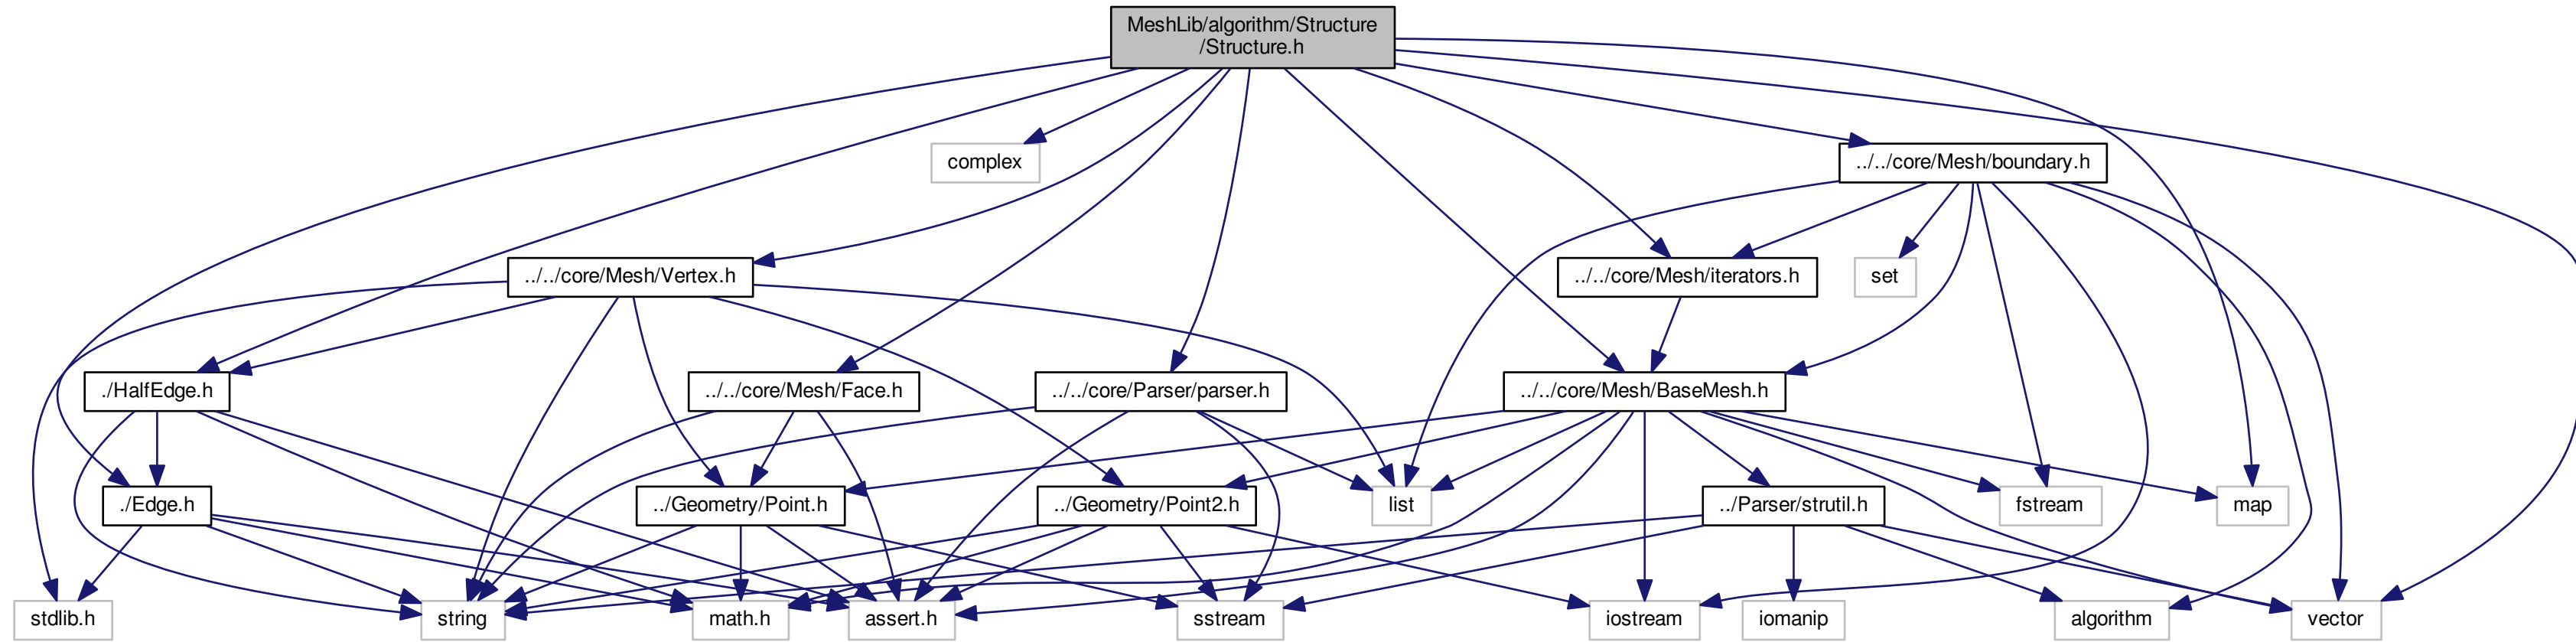 MeshLib/algorithm/Structure
/Structure.h
complex
../../core/Mesh/boundary.h
../../core/Mesh/Vertex.h
../../core/Mesh/iterators.h
set
./HalfEdge.h
../../core/Mesh/Face.h
../../core/Parser/parser.h
../../core/Mesh/BaseMesh.h
./Edge.h
../Geometry/Point.h
../Geometry/Point2.h
list
../Parser/strutil.h
fstream
map
stdlib.h
string
math.h
assert.h
sstream
iostream
iomanip
algorithm
vector